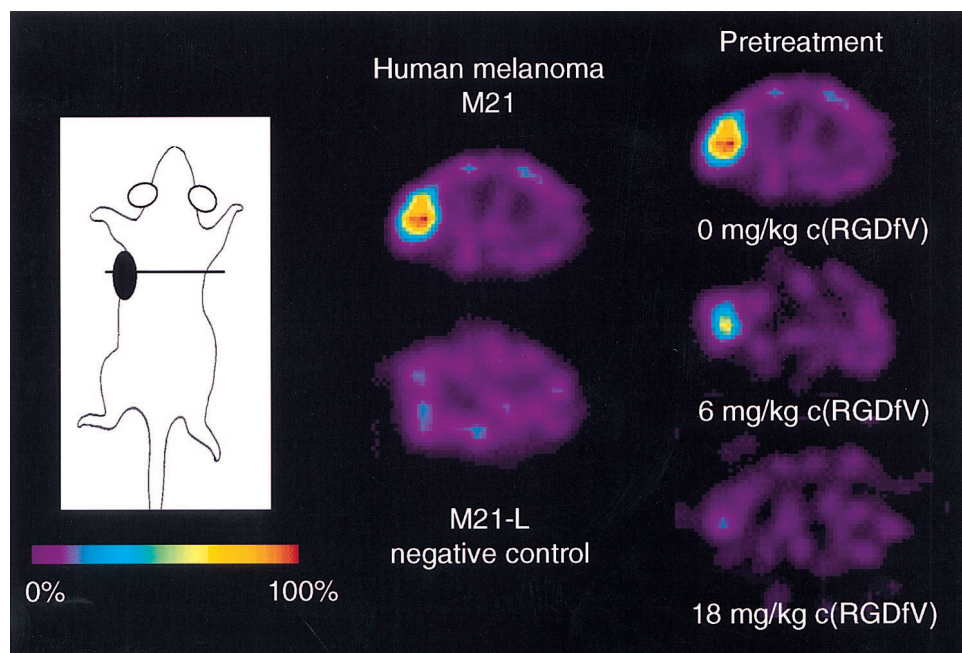 Human melanoma
M21
M21-L
negative control
0%
100%
Pretreatment
0 mg/kg c(RGDfV)
6 mg/kg c(RGDfV)
18 mg/kg c(RGDfV)